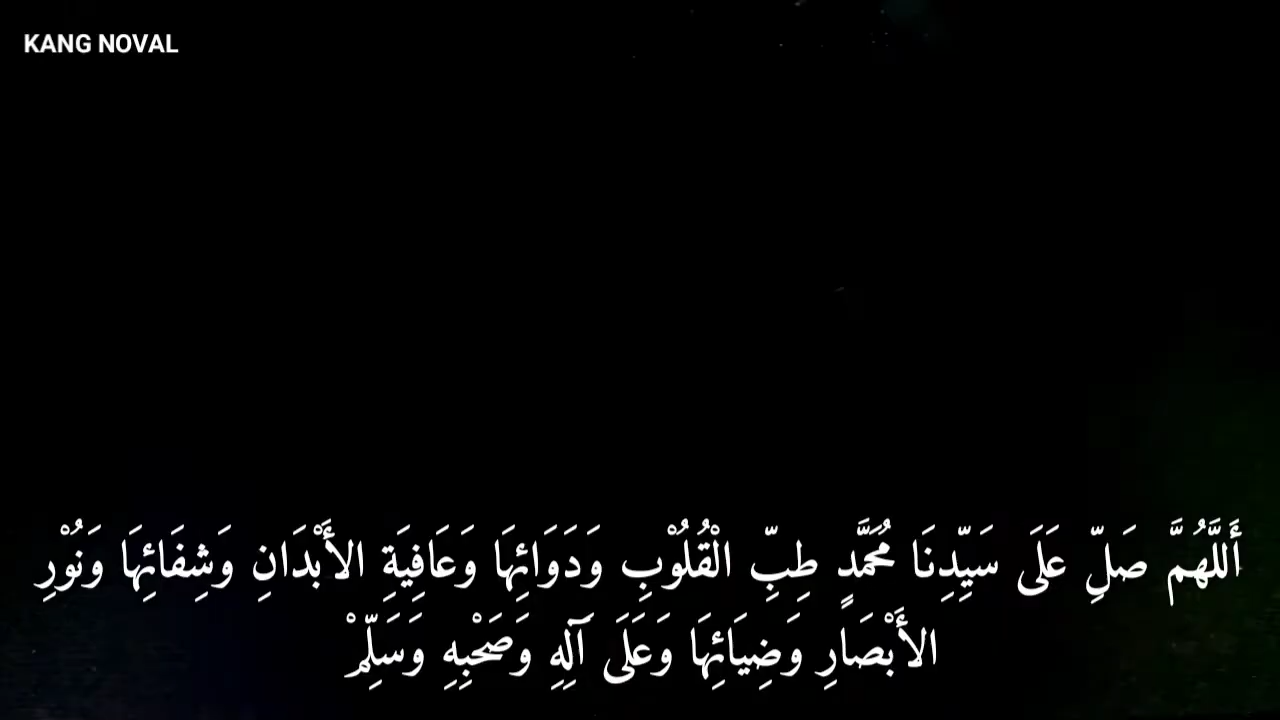 KANG NOVAL
أَللَّهُمَّ صَلِّ عَلَى سَيِّدِنَا مُحَمَّدٍ طِبِّ الْقُلُوْبِ وَدَوَائِهَا وَعَافِيَةِ الأَبْدَانِ وَشِفَائِهَا وَنُوْرِ
الأَبْصَارِ وَضِيَائِهَا وَعَلَى آلِهِ وَصَحْبِهِ وَسَلِّمْ